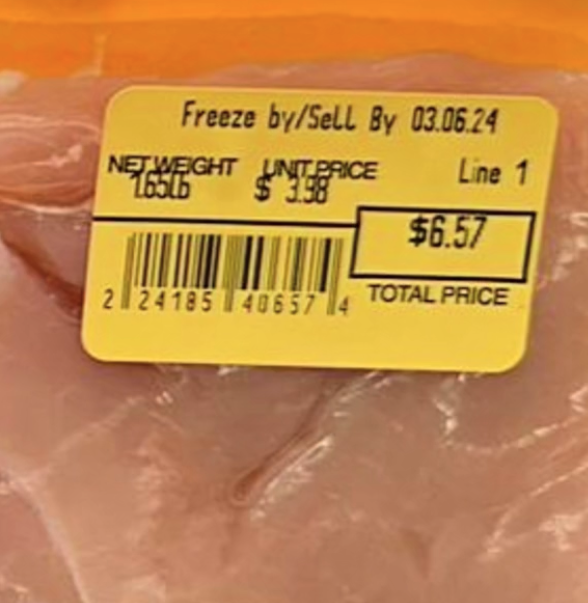 Freeze by/Sell By 03.06.24
NET WEIGHT UNIT PRICE Line 1
1.65lb $ 3.98
$6.57
2 24185 40657 4
TOTAL PRICE